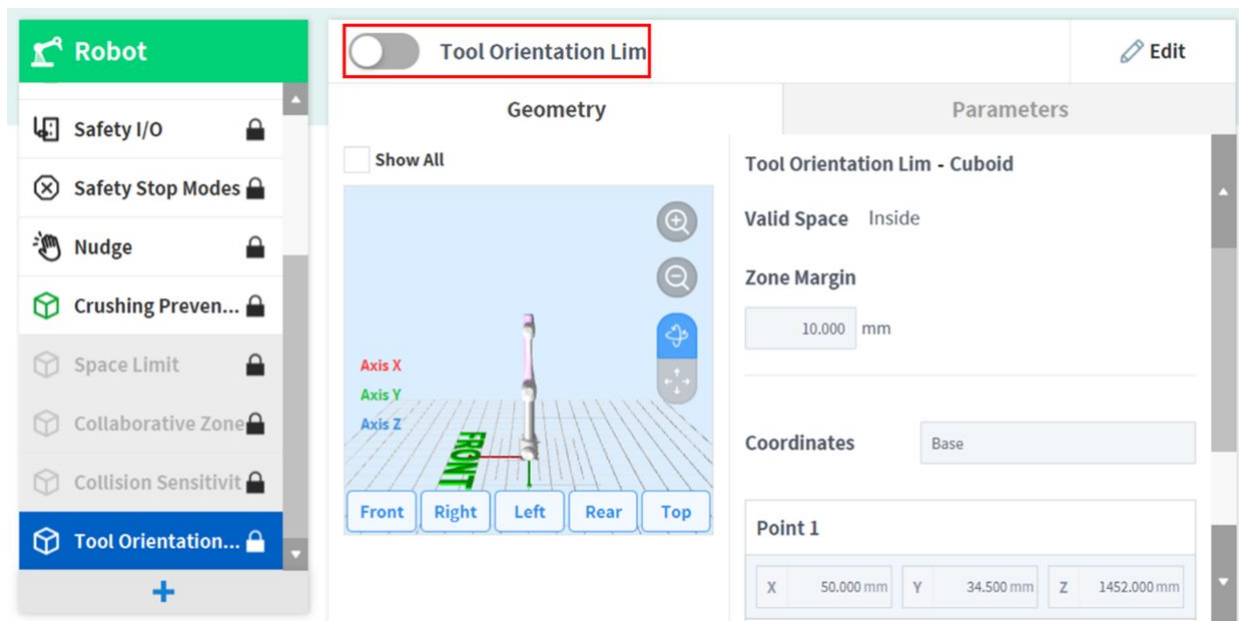 Robot
Safety I/O
Safety Stop Modes
Nudge
Crushing Preven...
Space Limit
Collaborative Zone
Collision Sensitivit
Tool Orientation...
+
Tool Orientation Lim
Edit
Geometry
Parameters
Show All
Axis X
Axis Y
Axis Z
FRONT
Front Right Left Rear Top
Tool Orientation Lim - Cuboid
Valid Space Inside
Zone Margin
10.000 mm
Coordinates Base
Point 1
X 50.000 mm Y 34.500 mm Z 1452.000 mm